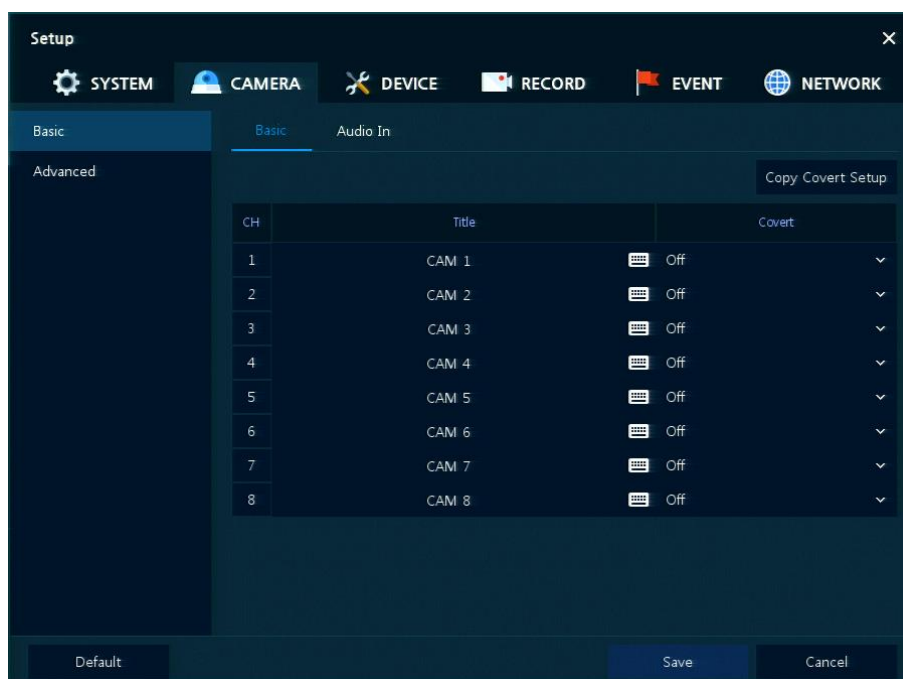 Setup
SYSTEM CAMERA DEVICE RECORD EVENT NETWORK
Basic Basic Audio In
Advanced
Copy Covert Setup
CH Title Covert
1 CAM 1 Off
2 CAM 2 Off
3 CAM 3 Off
4 CAM 4 Off
5 CAM 5 Off
6 CAM 6 Off
7 CAM 7 Off
8 CAM 8 Off
Default Save Cancel